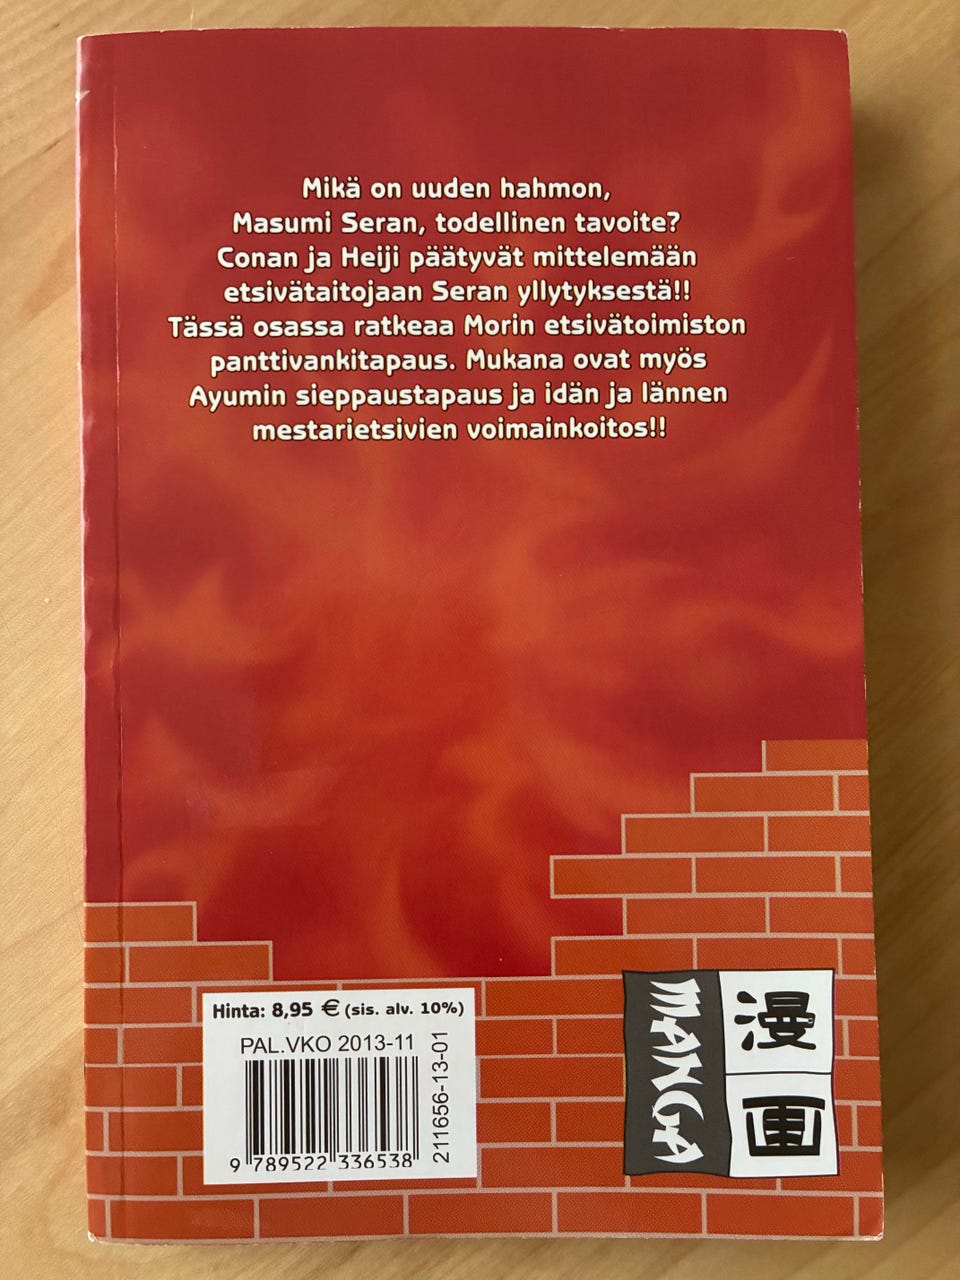 Mikä on uuden hahmon,
Masumi Seran, todellinen tavoite?
Conan ja Heiji päätyvät mittelemään
etsivätaitojaan Seran yllytyksestä!!
Tässä osassa ratkeaa Morin etsivätoimiston
panttivankitapaus. Mukana ovat myös
Ayumin sieppaustapaus ja idän ja lännen
mestarietsivien voimainkoitos!!
Hinta: 8,95 € (sis. alv. 10%)
PAL.VKO 2013-11
211656-13-01
9 789522 336538
MANGA
漫
画